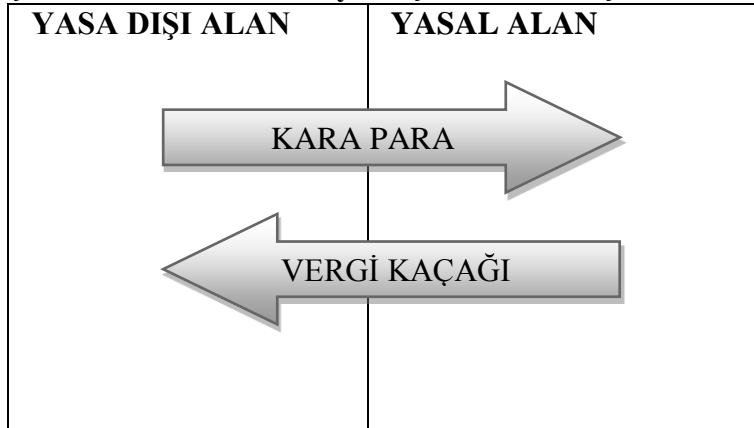 YASA DIŞI ALAN
YASAL ALAN
KARA PARA
VERGİ KAÇAĞI